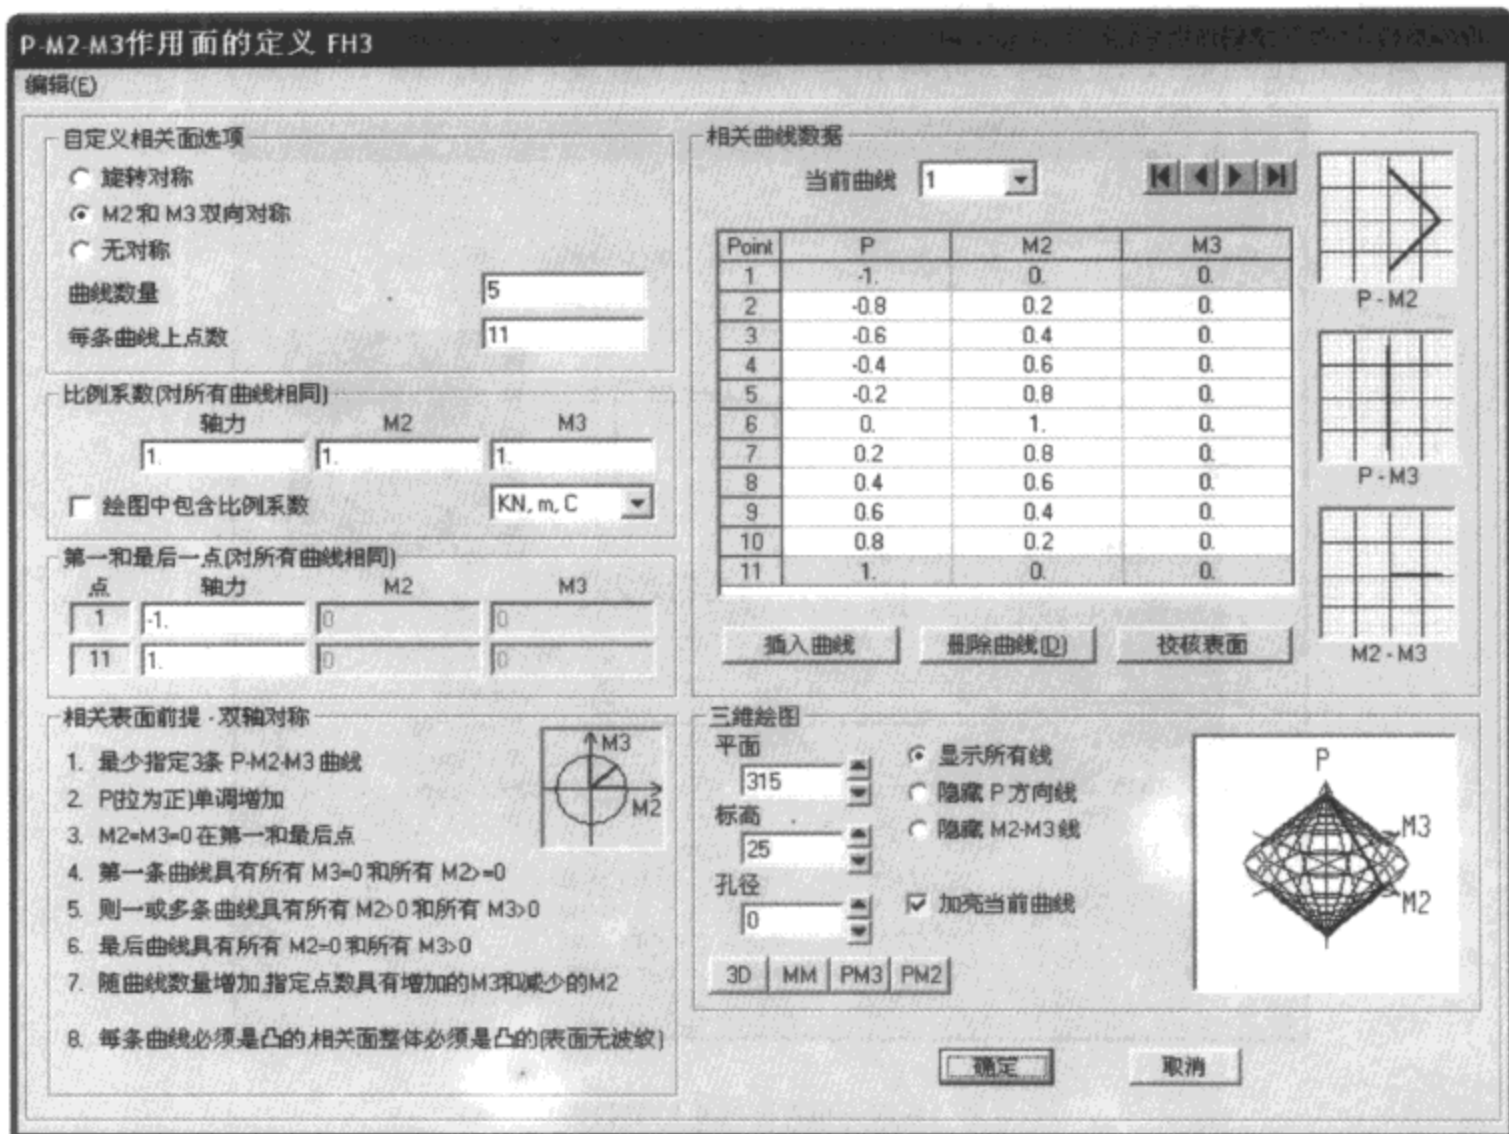 P-M2-M3作用面的定义 FH3
编辑(E)
自定义相关面选项
旋转对称
M2和 M3 双向对称
无对称
曲线数量 5
每条曲线上点数 11
比例系数(对所有曲线相同)
轴力 M2 M3
1. 1. 1.
绘图中包含比例系数 KN, m, C
第一和最后一点(对所有曲线相同)
点 轴力 M2 M3
1 -1. 0 0
11 1. 0 0
相关表面前提 - 双轴对称
1. 最少指定3条 P-M2-M3 曲线
2. P(拉为正)单调增加
3. M2=M3=0 在第一和最后点
4. 第一条曲线具有所有 M3=0 和所有 M2>=0
5. 则一或多条曲线具有所有 M2>0 和所有 M3>0
6. 最后曲线具有所有 M2=0 和所有 M3>0
7. 随曲线数量增加,指定点数具有增加的M3和减少的M2
8. 每条曲线必须是凸的,相关面整体必须是凸的(表面无波纹)
M3
M2
相关曲线数据
当前曲线 1
Point P M2 M3
1 -1. 0. 0.
2 -0.8 0.2 0.
3 -0.6 0.4 0.
4 -0.4 0.6 0.
5 -0.2 0.8 0.
6 0. 1. 0.
7 0.2 0.8 0.
8 0.4 0.6 0.
9 0.6 0.4 0.
10 0.8 0.2 0.
11 1. 0. 0.
插入曲线 删除曲线(D) 校核表面
P - M2
P - M3
M2 - M3
三维绘图
平面
315
标高
25
孔径
0
显示所有线
隐藏 P 方向线
隐藏 M2-M3 线
加亮当前曲线
3D MM PM3 PM2
P
M3
M2
确定 取消